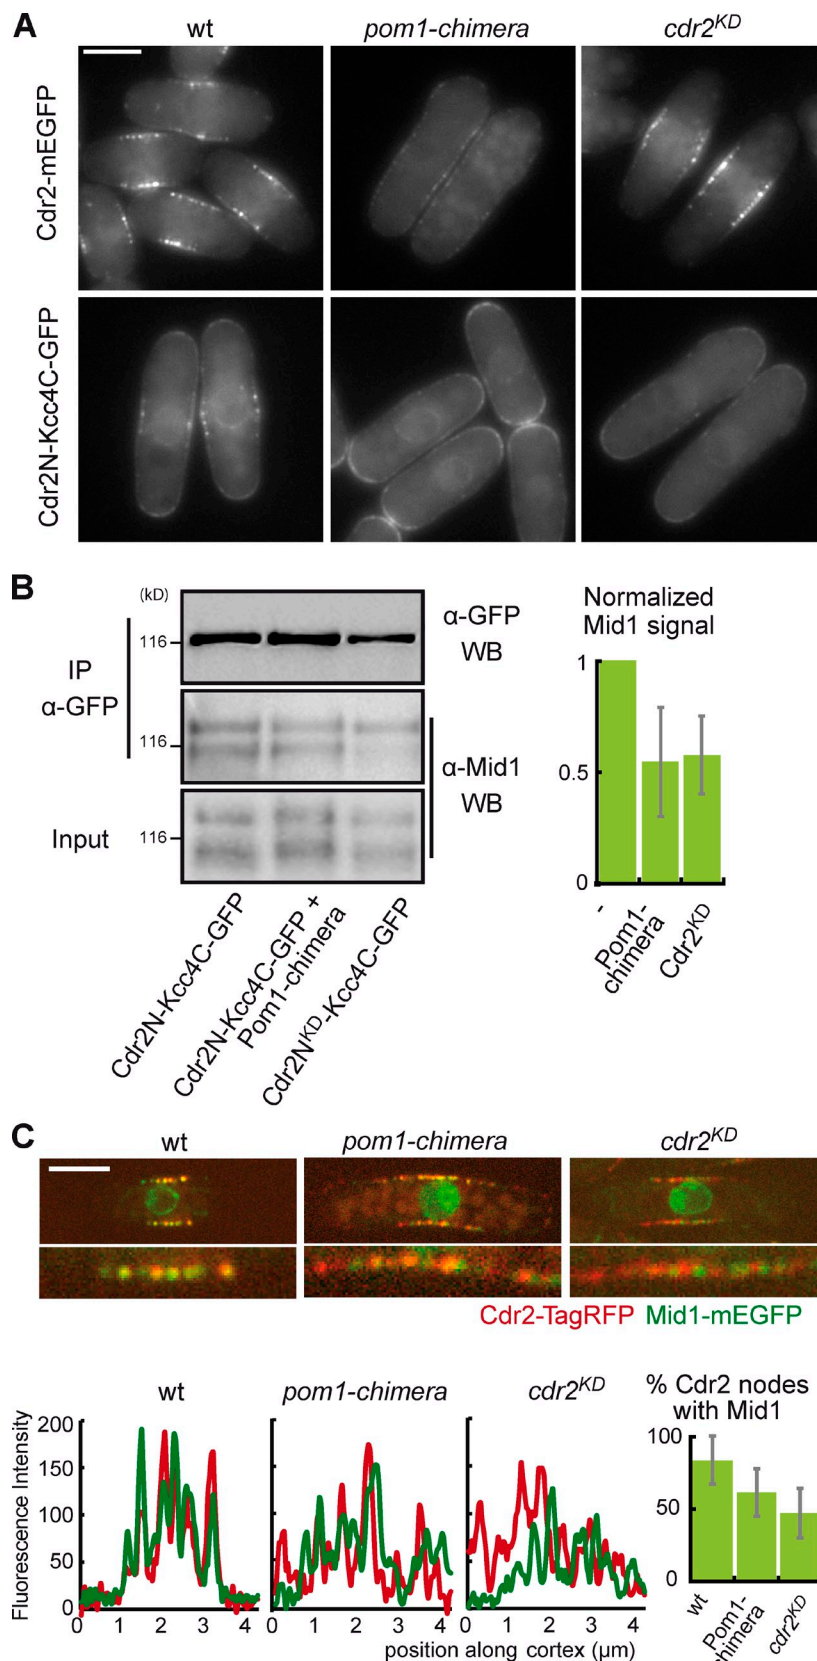 A
wt
pom1-chimera
cdr2KD
Cdr2-mEGFP
Cdr2N-Kcc4C-GFP
B
(kD)
IP
α-GFP
116
116
Input
116
α-GFP
WB
α-Mid1
WB
Cdr2N-Kcc4C-GFP
Cdr2N-Kcc4C-GFP +
Pom1-chimera
Cdr2NKD-Kcc4C-GFP
Normalized
Mid1 signal
1
0.5
0
-
Pom1-
chimera
Cdr2KD
C
wt
pom1-chimera
cdr2KD
Cdr2-TagRFP Mid1-mEGFP
wt
pom1-chimera
cdr2KD
Fluorescence Intensity
200
150
100
50
0
0 1 2 3 4
0 1 2 3 4
0 1 2 3 4
position along cortex (μm)
% Cdr2 nodes
with Mid1
100
50
0
wt
Pom1-
himera
cdr2KD